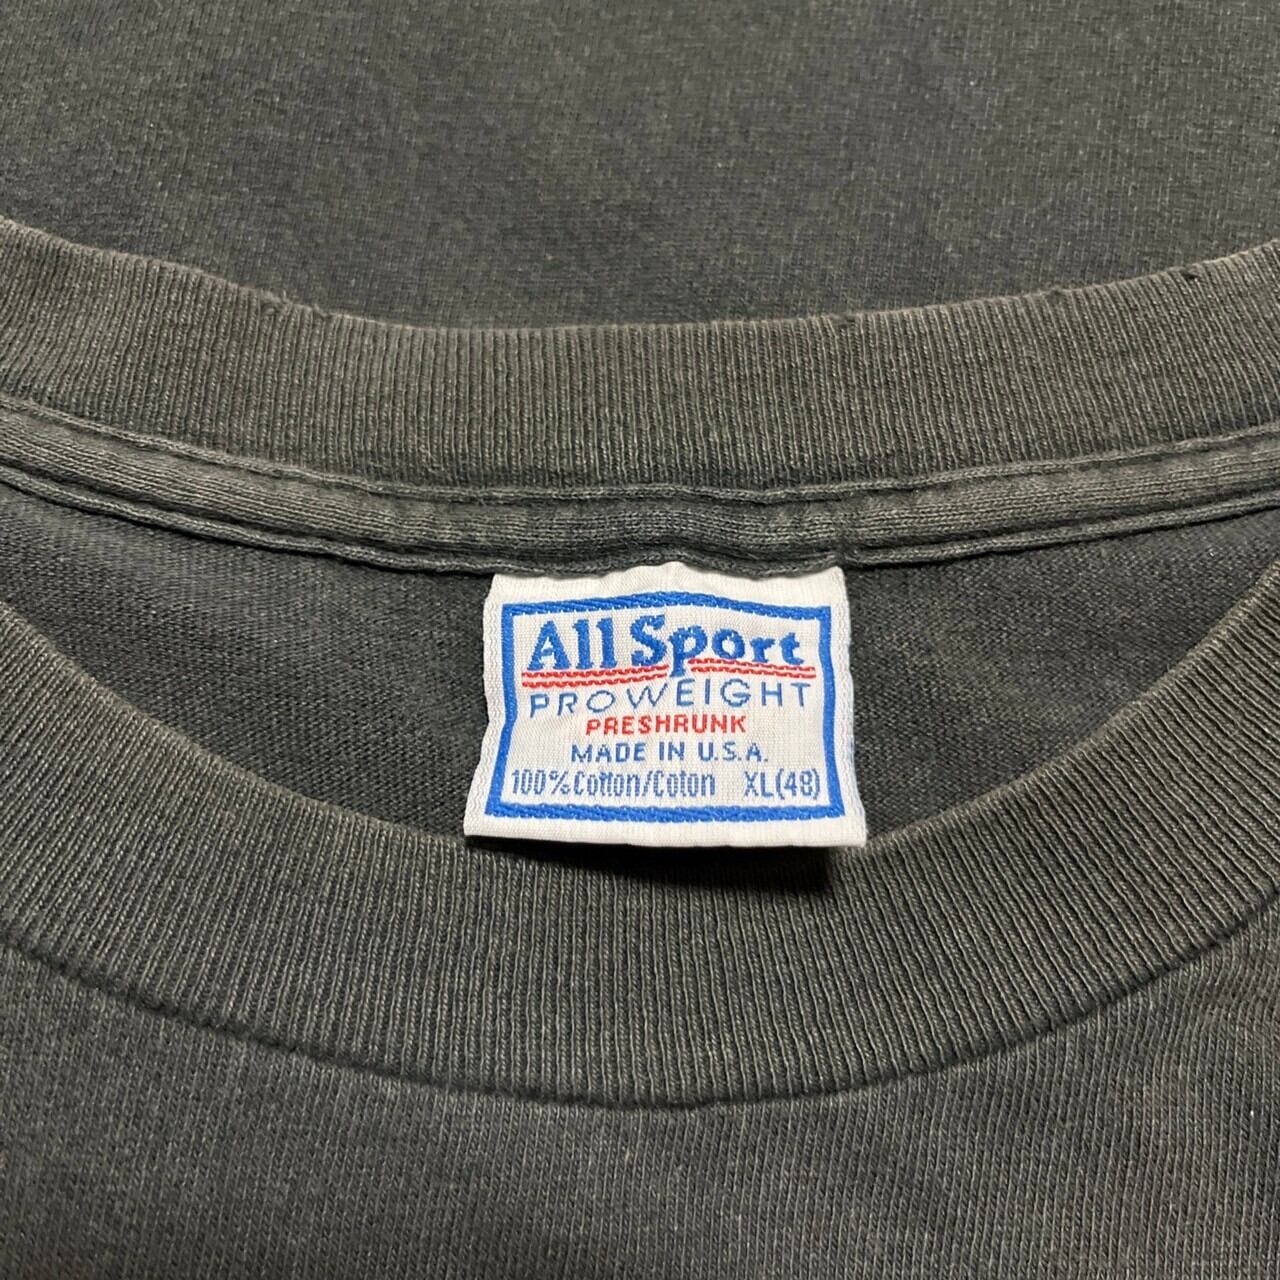 All Sport
PROWEIGHT
PRESHRUNK
MADE IN U.S.A.
100% Cotton/Coton XL(48)